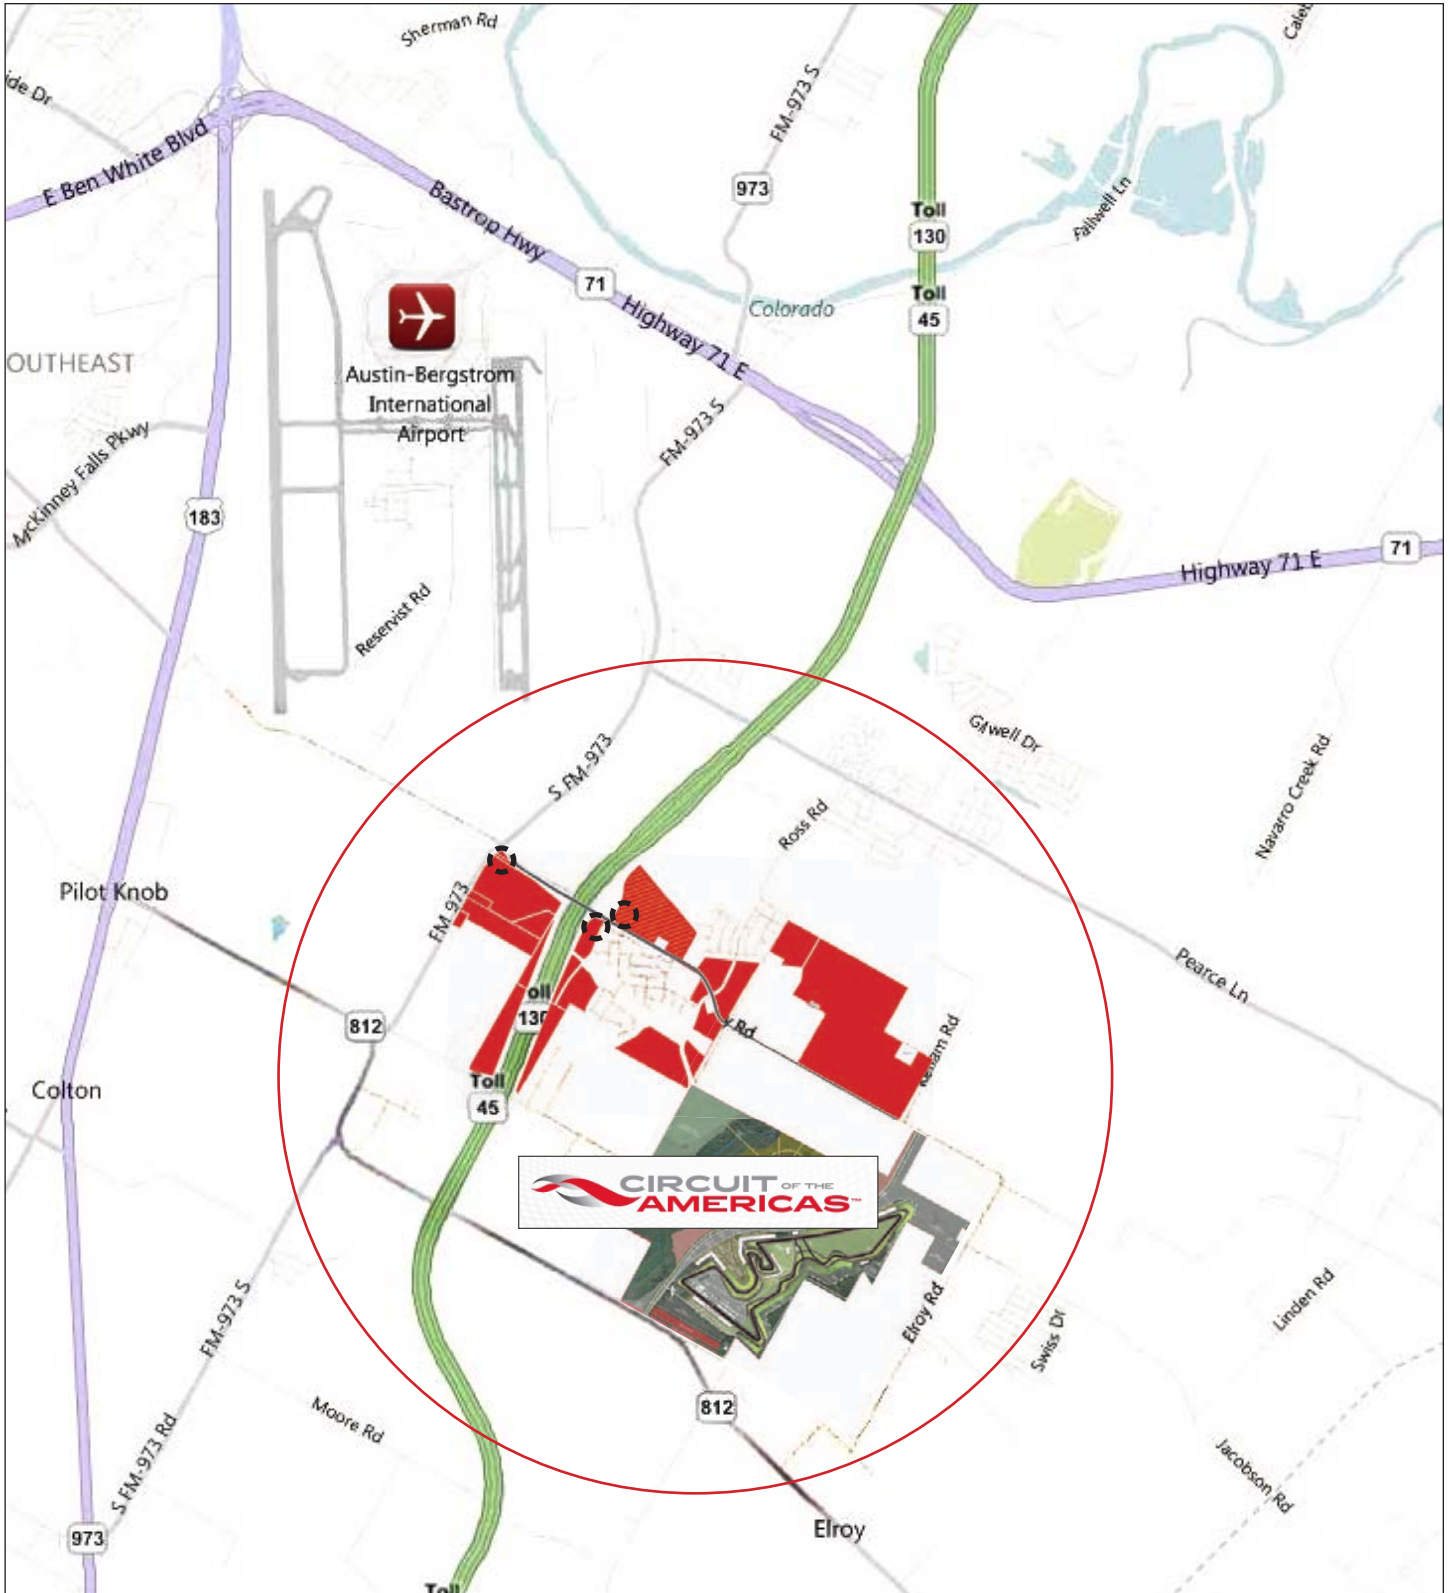 Sherman Rd
ide Dr
E Ben White Blvd
Bastrop Hwy
FM-973 S
973
Toll
130
Toll
45
Fallwell Ln
71
Highway 71 E
Colorado
OUTHEAST
Austin-Bergstrom
International
Airport
McKinney Falls Pkwy
183
FM-973 S
Highway 71 E
71
Reservist Rd
S FM-973
Gilwell Dr
Navarro Creek Rd
Ross Rd
Pilot Knob
FM 973
Pearce Ln
812
oll
130
y Rd
Kellam Rd
Colton
Toll
45
CIRCUIT OF THE
AMERICAS™
FM-973 S
Elroy Rd
Swiss Dr
Linden Rd
Moore Rd
812
S FM-973 Rd
Jacobson Rd
973
Elroy
Toll